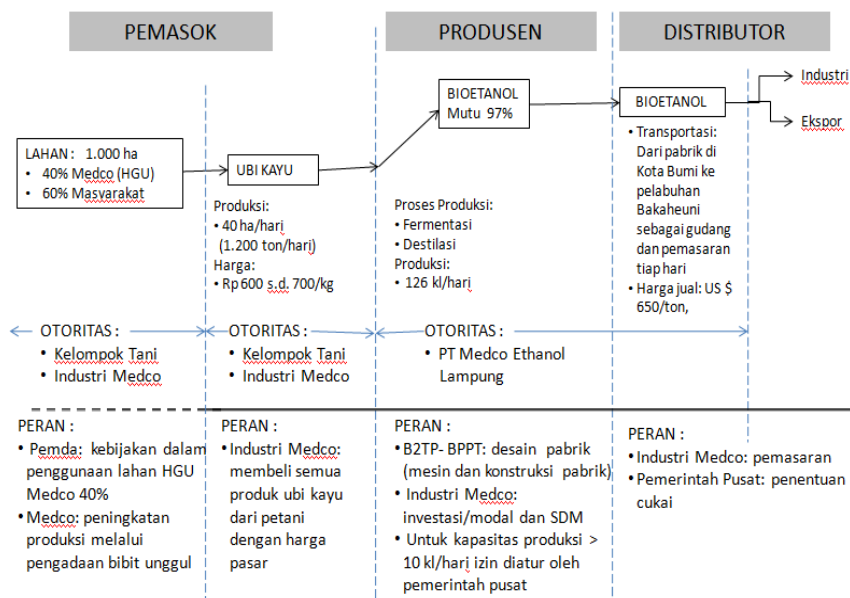 PEMASOK
PRODUSEN
DISTRIBUTOR
LAHAN : 1.000 ha
• 40% Medco (HGU)
• 60% Masyarakat
UBI KAYU
Produksi:
• 40 ha/hari
(1.200 ton/hari)
Harga:
• Rp 600 s.d. 700/kg
BIOETANOL
Mutu 97%
Proses Produksi:
• Fermentasi
• Destilasi
Produksi:
• 126 kl/hari
BIOETANOL
• Transportasi:
Dari pabrik di
Kota Bumi ke
pelabuhan
Bakaheuni
sebagai gudang
dan pemasaran
tiap hari
• Harga jual: US $
650/ton,
Industri
Ekspor
OTORITAS :
• Kelompok Tani
• Industri Medco
OTORITAS :
• Kelompok Tani
• Industri Medco
OTORITAS :
• PT Medco Ethanol
Lampung
PERAN :
• Pemda: kebijakan dalam
penggunaan lahan HGU
Medco 40%
• Medco: peningkatan
produksi melalui
pengadaan bibit unggul
PERAN :
• Industri Medco:
membeli semua
produk ubi kayu
dari petani
dengan harga
pasar
PERAN :
• B2TP- BPPT: desain pabrik
(mesin dan konstruksi pabrik)
• Industri Medco:
investasi/modal dan SDM
• Untuk kapasitas produksi >
10 kl/hari izin diatur oleh
pemerintah pusat
PERAN :
• Industri Medco: pemasaran
• Pemerintah Pusat: penentuan
cukai